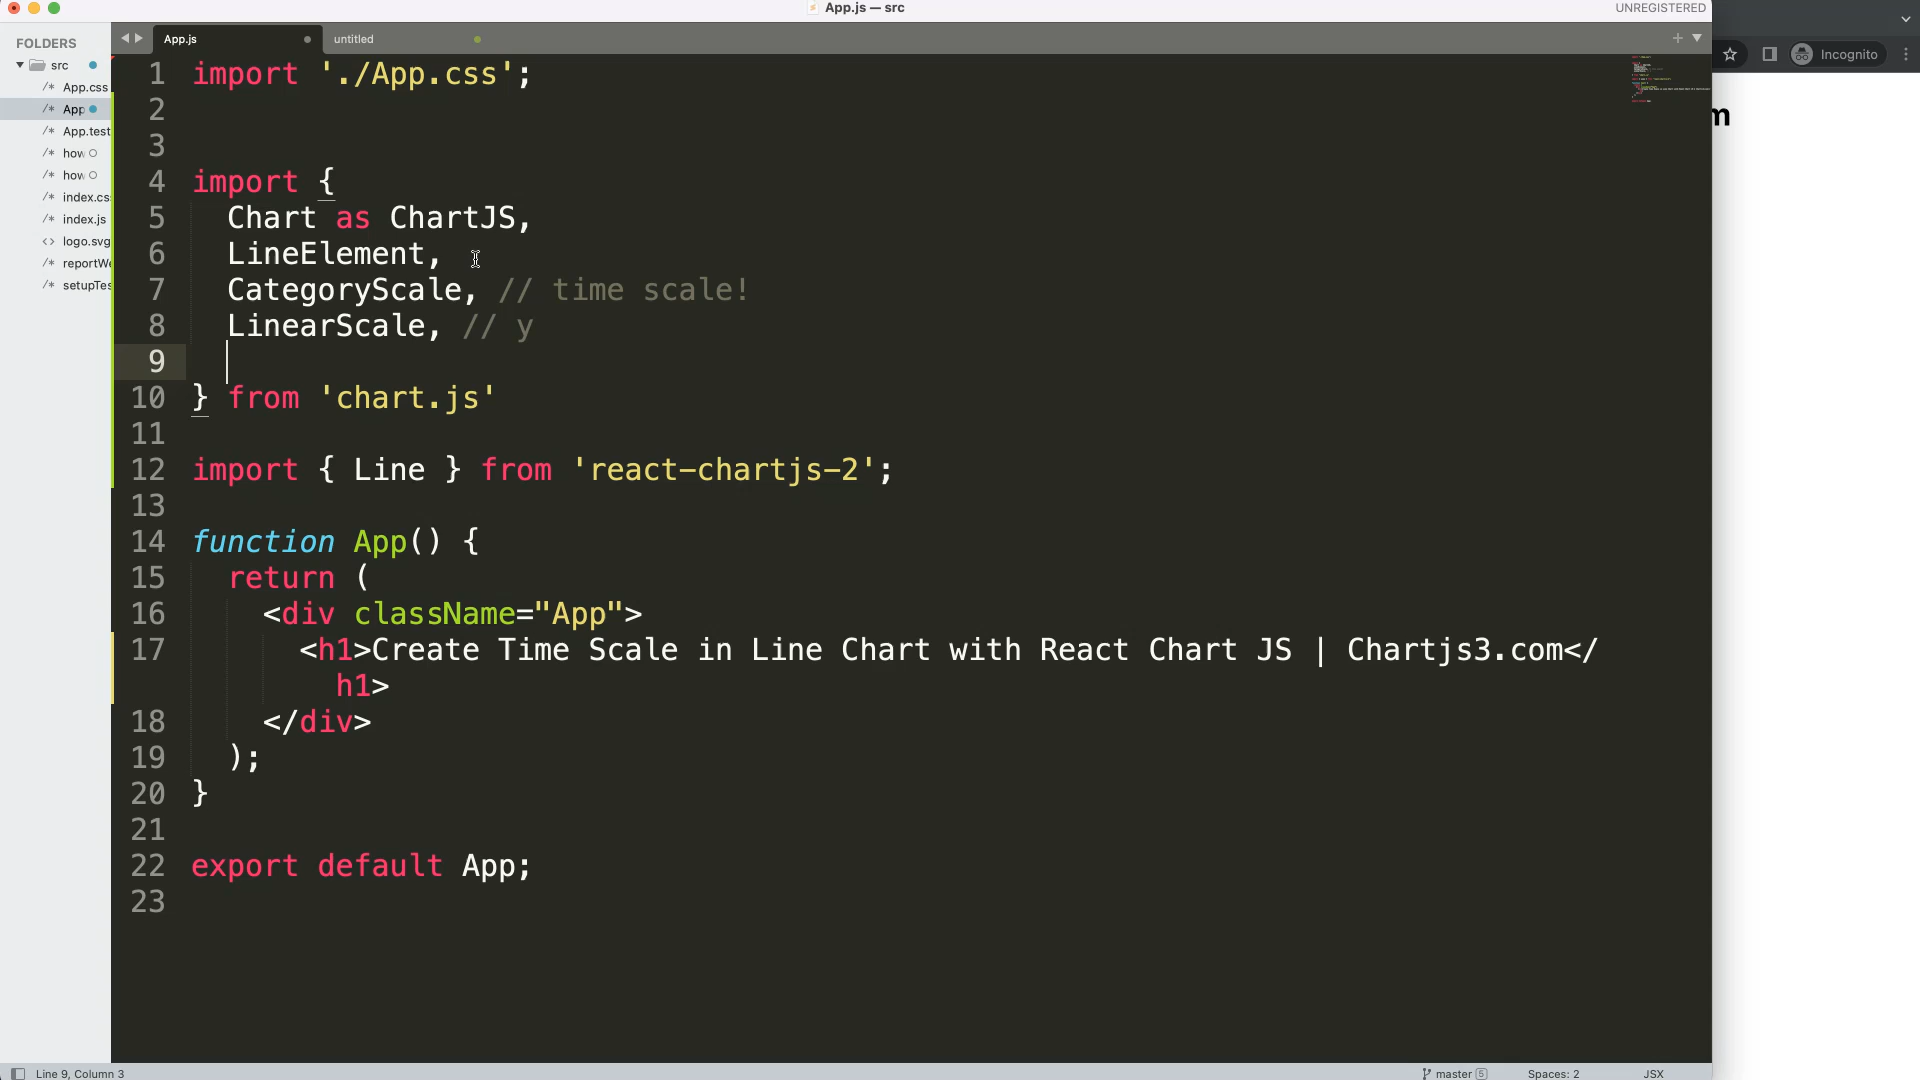 App.js — src
UNREGISTERED
FOLDERS
src
App.css
App
App.test
how
how
index.cs
index.js
logo.svg
reportWe
setupTes
App.js
untitled
Incognito
m
1 import './App.css';
2
3
4 import {
5 Chart as ChartJS,
6 LineElement,
7 CategoryScale, // time scale!
8 LinearScale, // y
9
10 } from 'chart.js'
11
12 import { Line } from 'react-chartjs-2';
13
14 function App() {
15 return (
16 <div className="App">
17 <h1>Create Time Scale in Line Chart with React Chart JS | Chartjs3.com</
h1>
18 </div>
19 );
20 }
21
22 export default App;
23
Line 9, Column 3
master 5
Spaces: 2
JSX